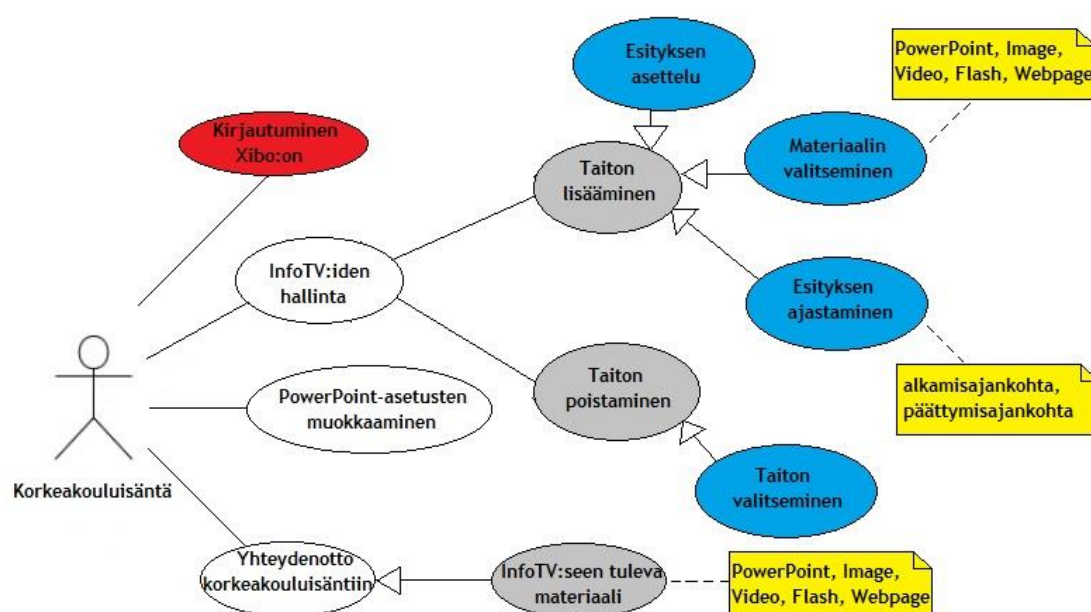 Esityksen
asettelu
PowerPoint, Image,
Video, Flash, Webpage
Kirjautuminen
Xibo:on
Materiaalin
valitseminen
Taiton
lisääminen
InfoTV:iden
hallinta
Esityksen
ajastaminen
Taiton
poistaminen
alkamisajankohta,
päättymisajankohta
PowerPoint-asetusten
muokkaaminen
Korkeakouluisäntä
Taiton
valitseminen
Yhteydenotto
korkeakouluisäntiin
InfoTV:seen tuleva
materiaali
PowerPoint, Image,
Video, Flash, Webpage